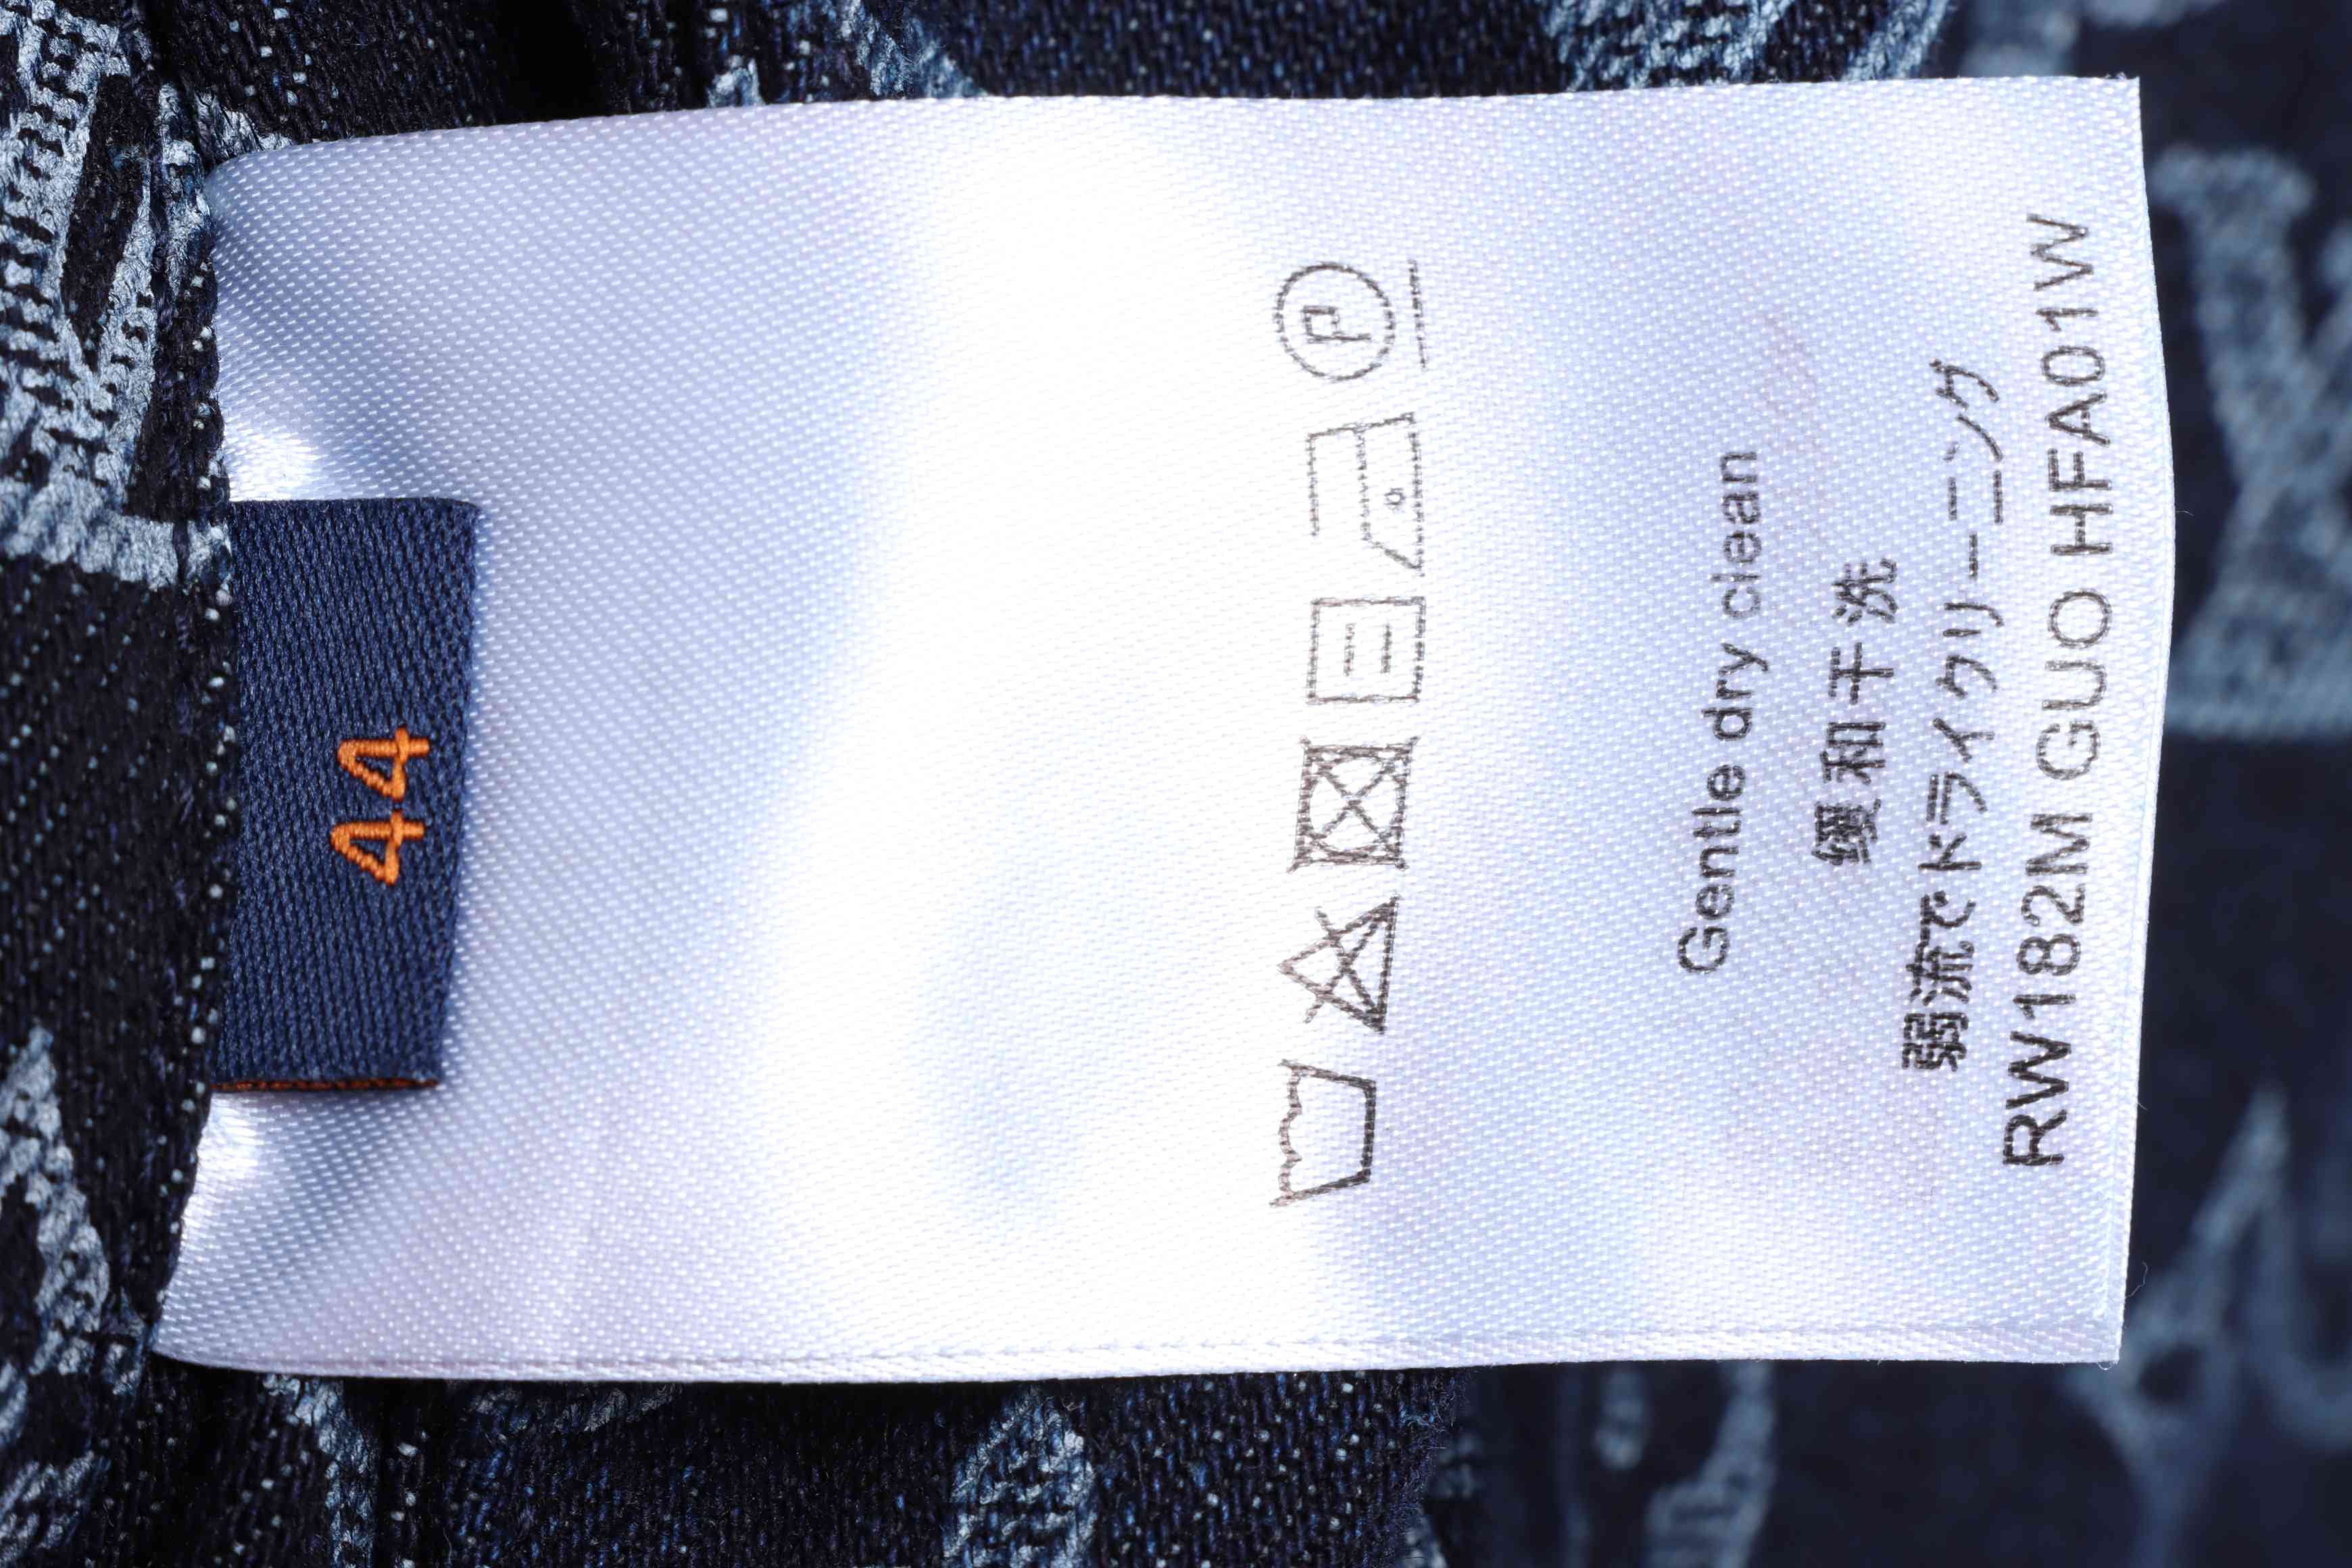 44
P
Gentle dry clean
缓和干洗
弱流でドライクリーニング
RW182M GUO HFA01W